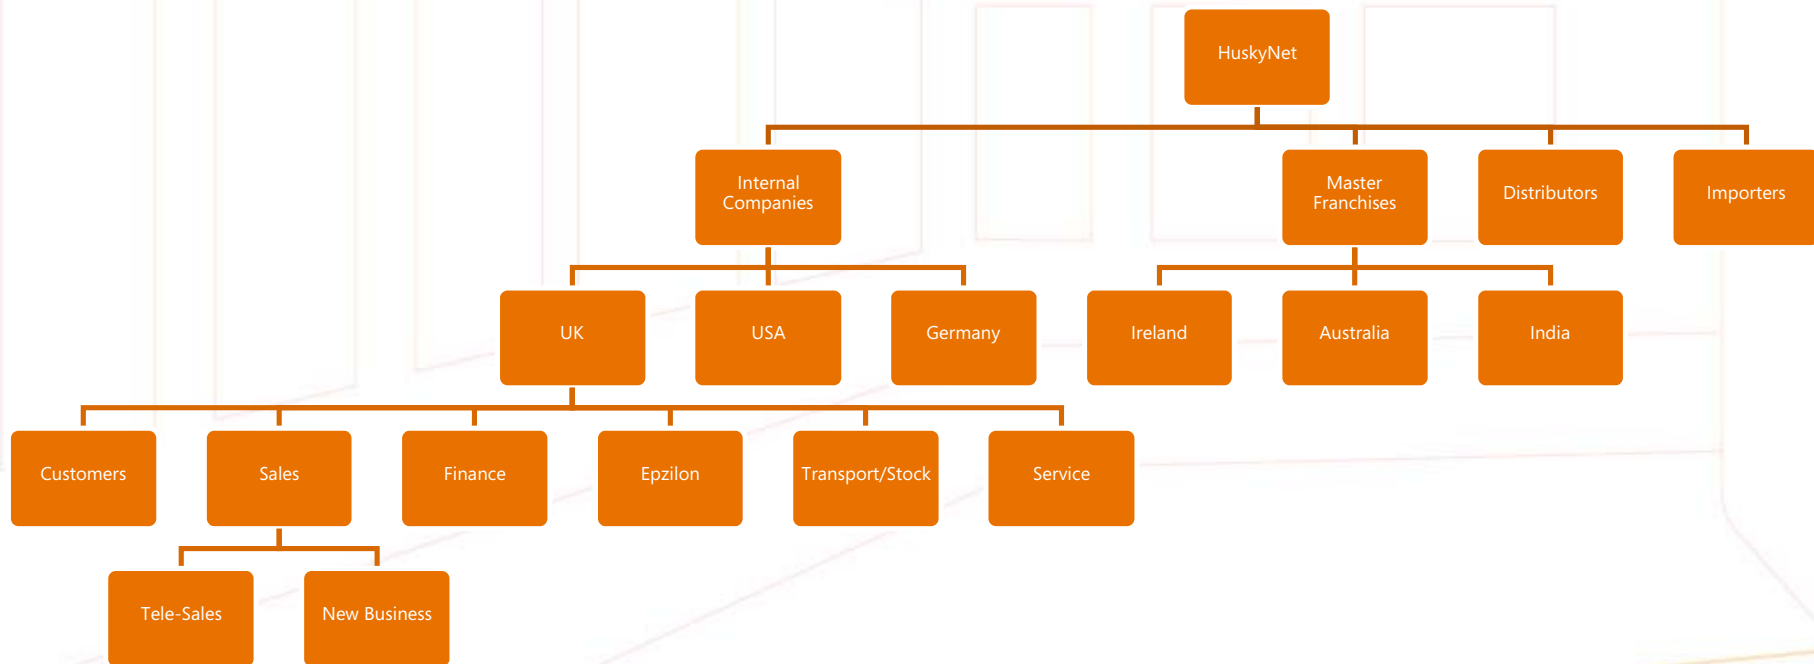 HuskyNet
Internal
Companies
Master
Franchises
Distributors
Importers
UK
USA
Germany
Ireland
Australia
India
Customers
Sales
Finance
Epzilon
Transport/Stock
Service
Tele-Sales
New Business